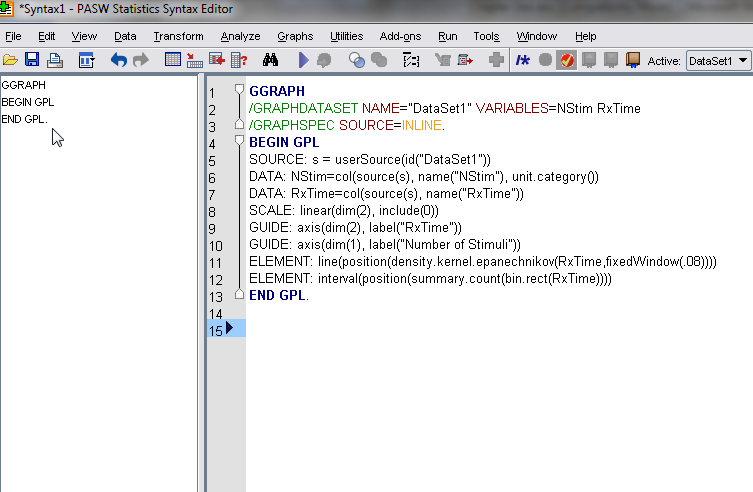 *Syntax1 - PASW Statistics Syntax Editor
File Edit View Data Transform Analyze Graphs Utilities Add-ons Run Tools Window Help
Active: DataSet1
GGRAPH
BEGIN GPL
END GPL.
1 GGRAPH
2 /GRAPHDATASET NAME="DataSet1" VARIABLES=NStim RxTime
3 /GRAPHSPEC SOURCE=INLINE.
4 BEGIN GPL
5 SOURCE: s = userSource(id("DataSet1"))
6 DATA: NStim=col(source(s), name("NStim"), unit.category())
7 DATA: RxTime=col(source(s), name("RxTime"))
8 SCALE: linear(dim(2), include(0))
9 GUIDE: axis(dim(2), label("RxTime"))
10 GUIDE: axis(dim(1), label("Number of Stimuli"))
11 ELEMENT: line(position(density.kernel.epanechnikov(RxTime,fixedWindow(.08))))
12 ELEMENT: interval(position(summary.count(bin.rect(RxTime))))
13 END GPL.
14
15